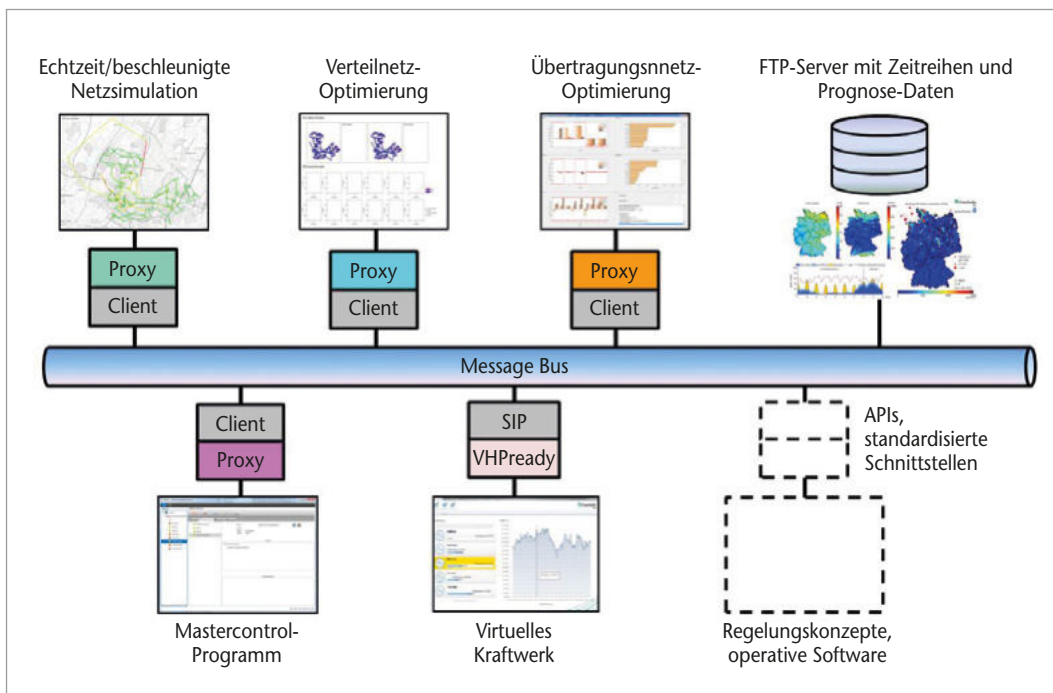 Echtzeit/beschleunigte
Netzsimulation
Verteilnetz-
Optimierung
Übertragungsnnetz-
Optimierung
FTP-Server mit Zeitreihen und
Prognose-Daten
Proxy
Client
Proxy
Client
Proxy
Client
Message Bus
Client
Proxy
SIP
VHPready
APIs,
standardisierte
Schnittstellen
Mastercontrol-
Programm
Virtuelles
Kraftwerk
Regelungskonzepte,
operative Software